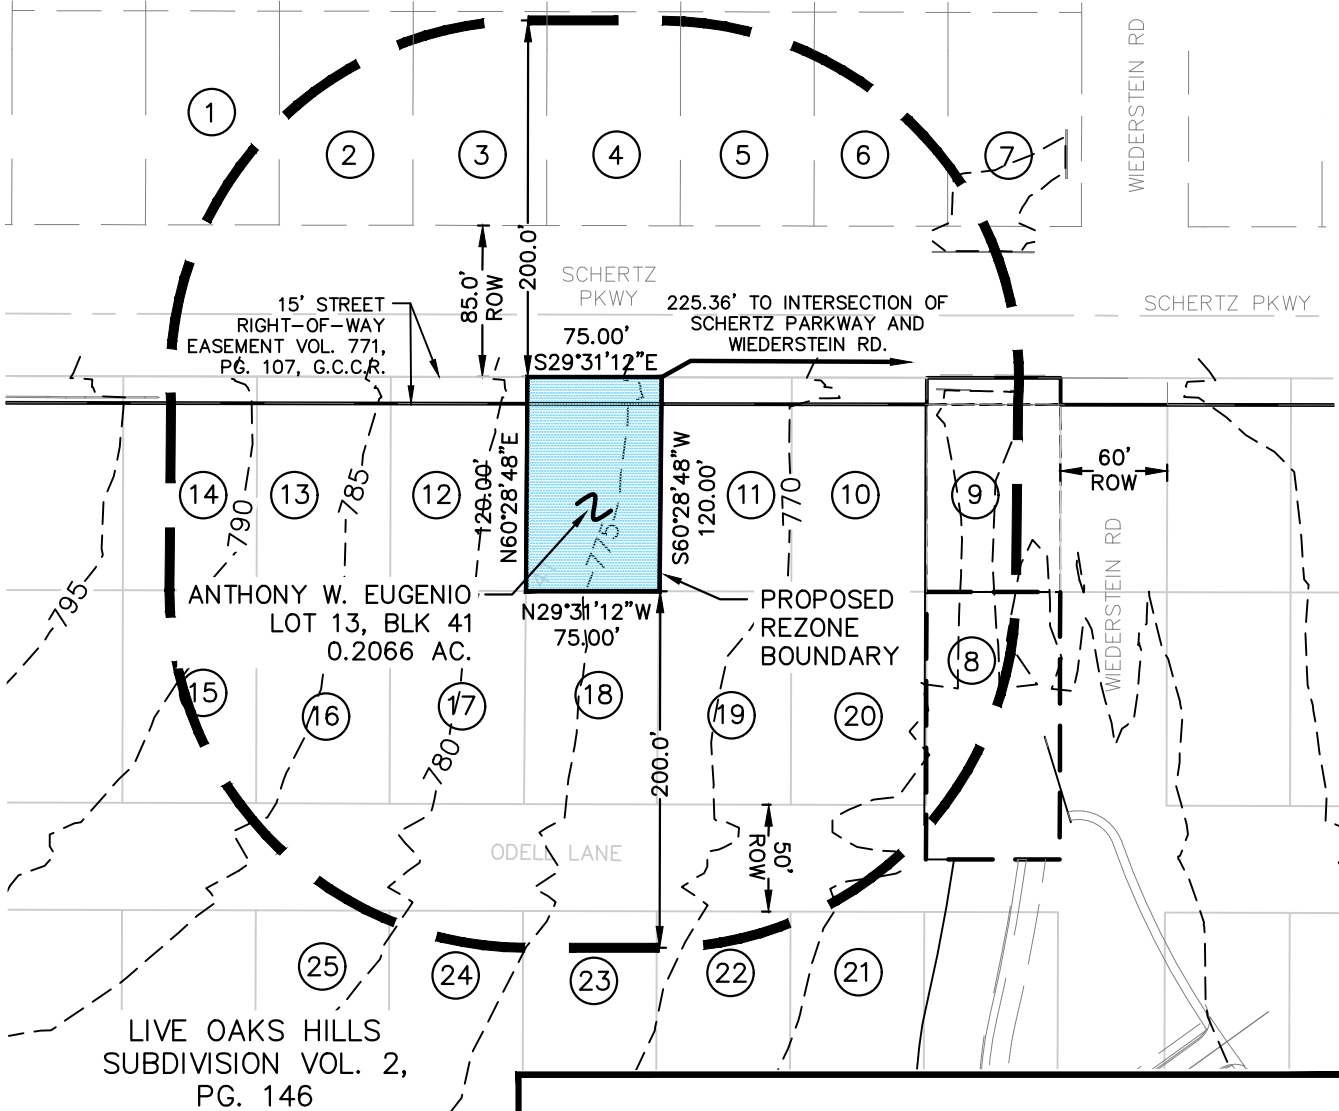 WIEDERSTEIN RD
1
2
3
4
5
6
7
200.0'
85.0'
ROW
SCHERTZ
PKWY
SCHERTZ PKWY
15' STREET
RIGHT-OF-WAY
EASEMENT VOL. 771,
PG. 107, G.C.C.R.
75.00'
S29°31'12"E
225.36' TO INTERSECTION OF
SCHERTZ PARKWAY AND
WIEDERSTEIN RD.
14
13
12
11
10
9
60'
ROW
790
785
120.00'
N60°28'48"E
S60°28'48"W
120.00'
770
775
41
795
ANTHONY W. EUGENIO
LOT 13, BLK 41
0.2066 AC.
N29°31'12"W
75.00'
PROPOSED
REZONE
BOUNDARY
WIEDERSTEIN RD
8
15
16
17
18
19
20
780
200.0'
ODELL LANE
50'
ROW
25
24
23
22
21
LIVE OAKS HILLS
SUBDIVISION VOL. 2,
PG. 146